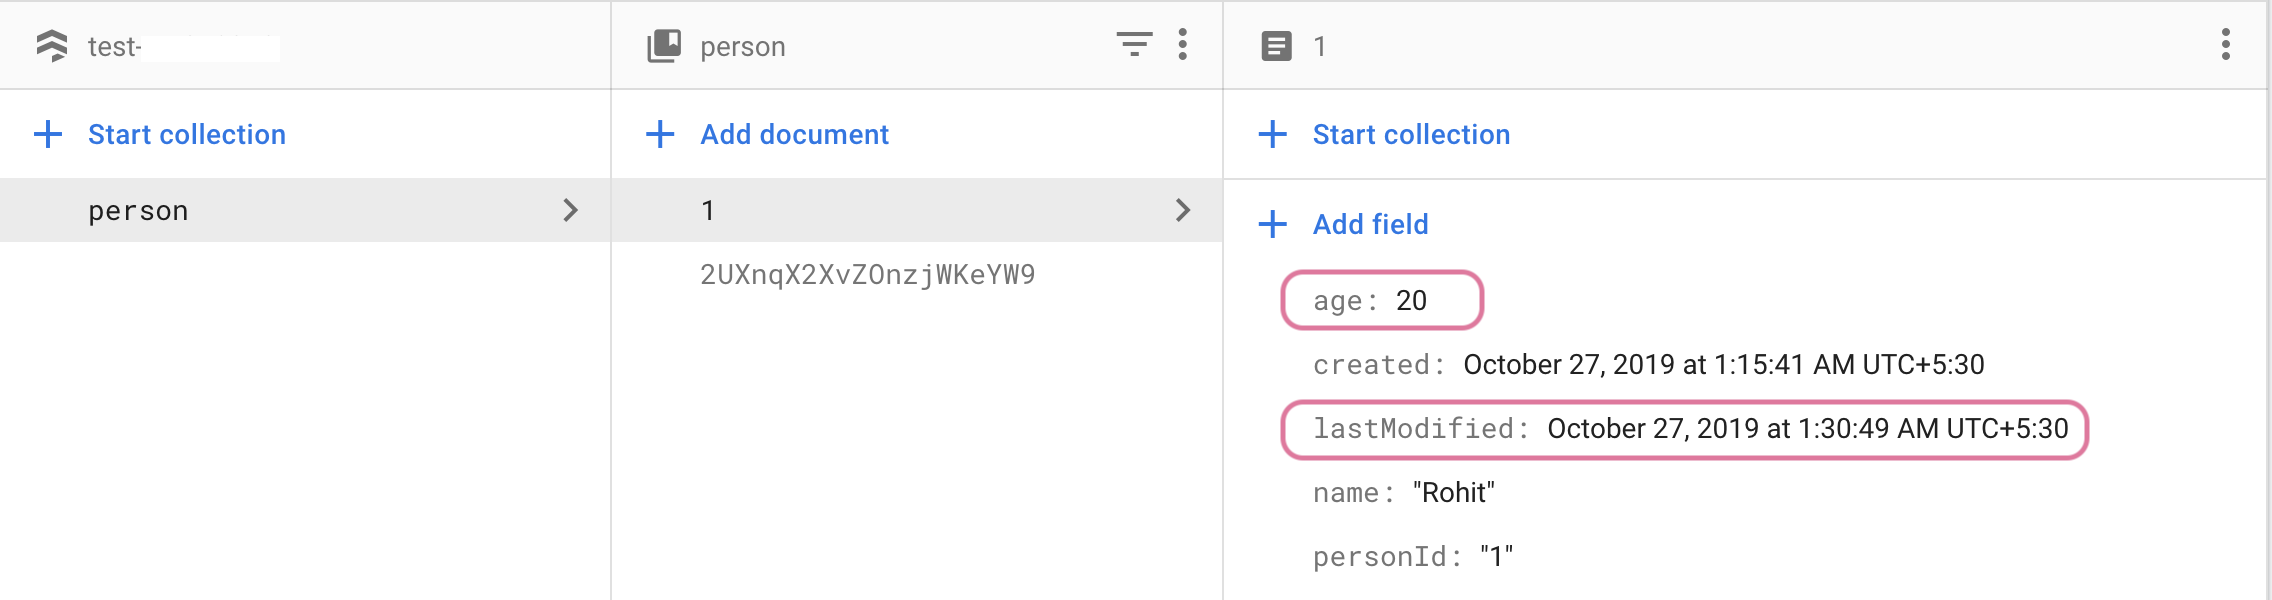 test-
person
1
Start collection
Add document
Start collection
person
1
2UXnqX2XvZOnzjWKeYW9
Add field
age: 20
created: October 27, 2019 at 1:15:41 AM UTC+5:30
lastModified: October 27, 2019 at 1:30:49 AM UTC+5:30
name: "Rohit"
personId: "1"